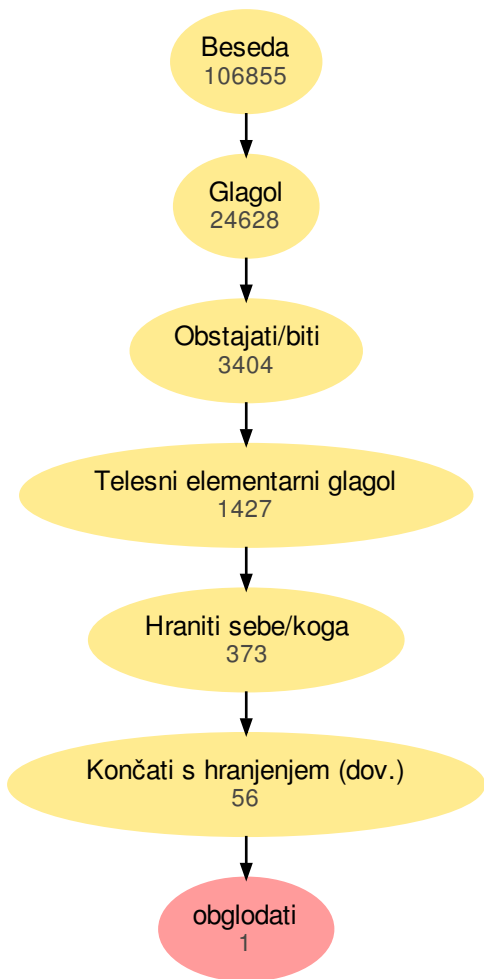 Beseda
106855
Glagol
24628
Obstajati/biti
3404
Telesni elementarni glagol
1427
Hraniti sebe/koga
373
Končati s hranjenjem (dov.)
56
obglodati
1